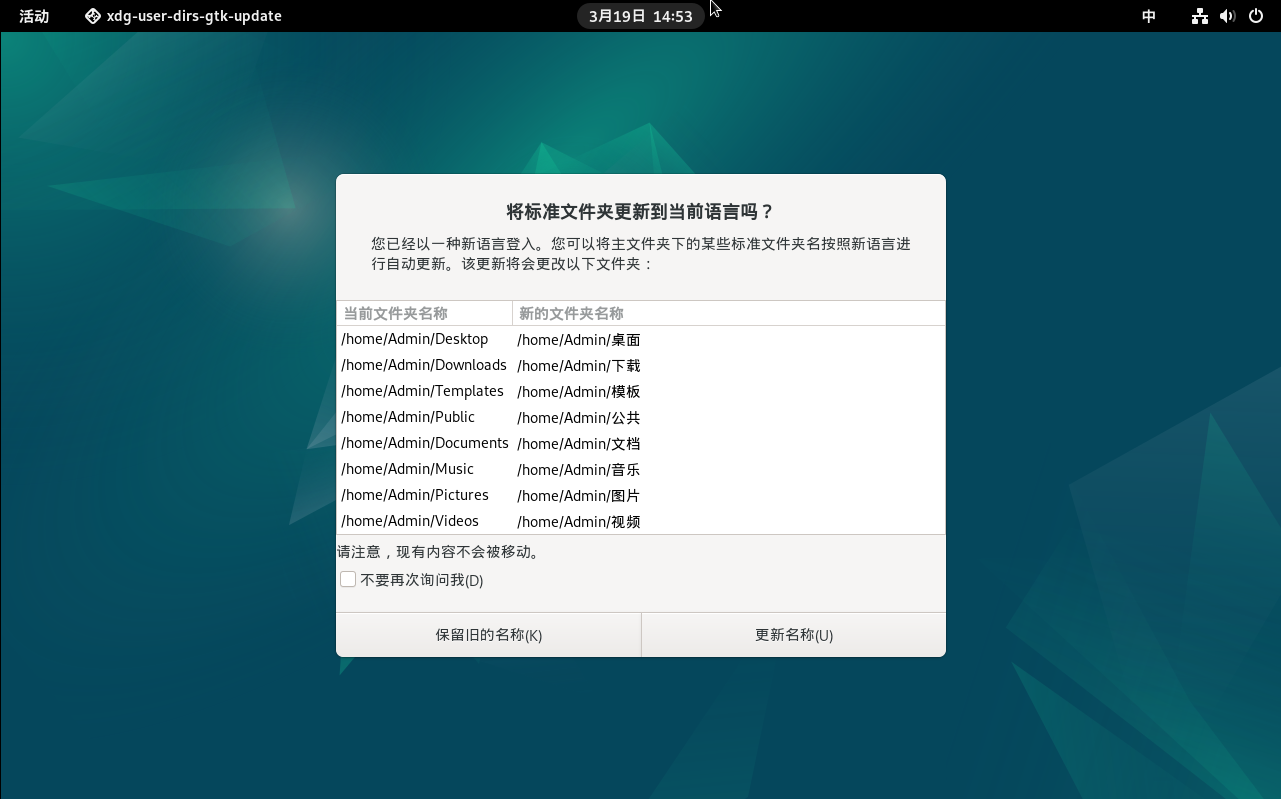 活动 xdg-user-dirs-gtk-update 3月19日 14:53 中
将标准文件夹更新到当前语言吗？
您已经以一种新语言登入。您可以将主文件夹下的某些标准文件夹名按照新语言进
行自动更新。该更新将会更改以下文件夹：
当前文件夹名称 新的文件夹名称
/home/Admin/Desktop /home/Admin/桌面
/home/Admin/Downloads /home/Admin/下载
/home/Admin/Templates /home/Admin/模板
/home/Admin/Public /home/Admin/公共
/home/Admin/Documents /home/Admin/文档
/home/Admin/Music /home/Admin/音乐
/home/Admin/Pictures /home/Admin/图片
/home/Admin/Videos /home/Admin/视频
请注意，现有内容不会被移动。
不要再次询问我(D)
保留旧的名称(K) 更新名称(U)